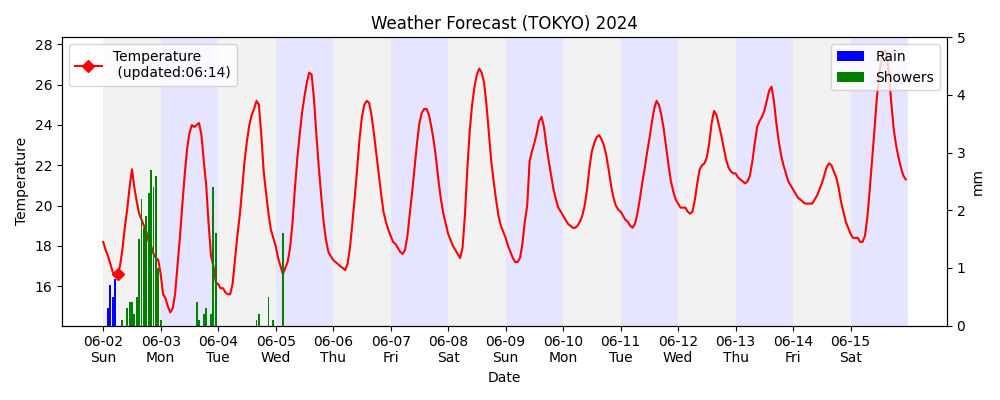 Weather Forecast (TOKYO) 2024
Temperature
(updated:06:14)
Rain
Showers
28
26
24
22
20
18
16
Temperature
5
4
3
2
1
0
mm
06-02 06-03 06-04 06-05 06-06 06-07 06-08 06-09 06-10 06-11 06-12 06-13 06-14 06-15
Sun Mon Tue Wed Thu Fri Sat Sun Mon Tue Wed Thu Fri Sat
Date